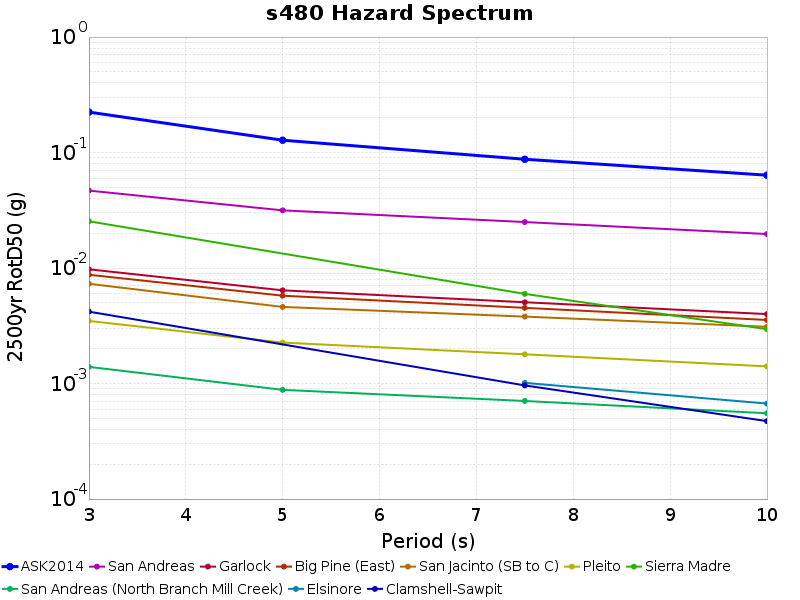 s480 Hazard Spectrum
10^0
10^-1
10^-2
10^-3
10^-4
2500yr RotD50 (g)
3 4 5 6 7 8 9 10
Period (s)
ASK2014 San Andreas Garlock Big Pine (East) San Jacinto (SB to C) Pleito Sierra Madre
San Andreas (North Branch Mill Creek) Elsinore Clamshell-Sawpit